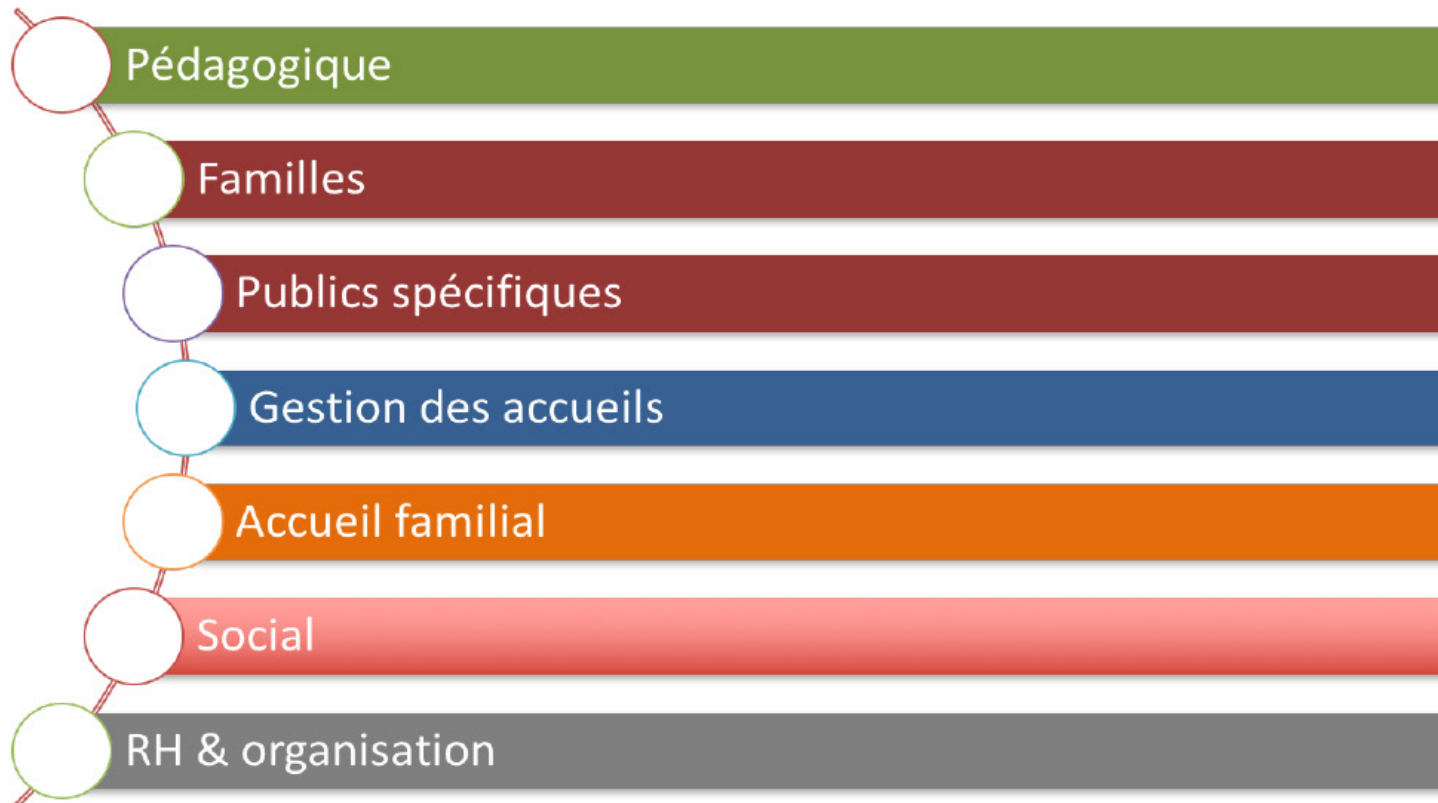 Pédagogique
Familles
Publics spécifiques
Gestion des accueils
Accueil familial
Social
RH & organisation